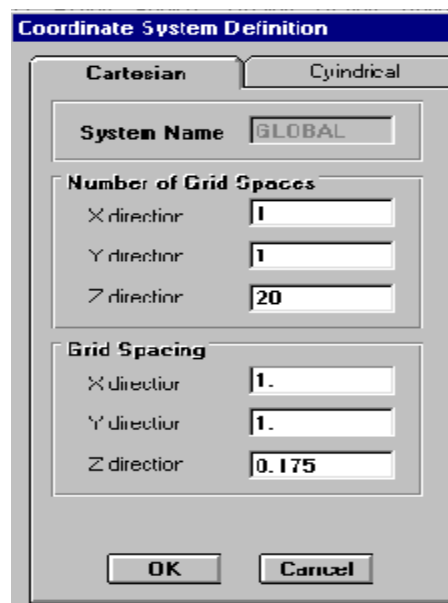 Coordinate System Definition
Cartesian Cylindrical
System Name GLOBAL
Number of Grid Spaces
X direction 1
Y direction 1
Z direction 20
Grid Spacing
X direction 1.
Y direction 1.
Z direction 0.175
OK Cancel